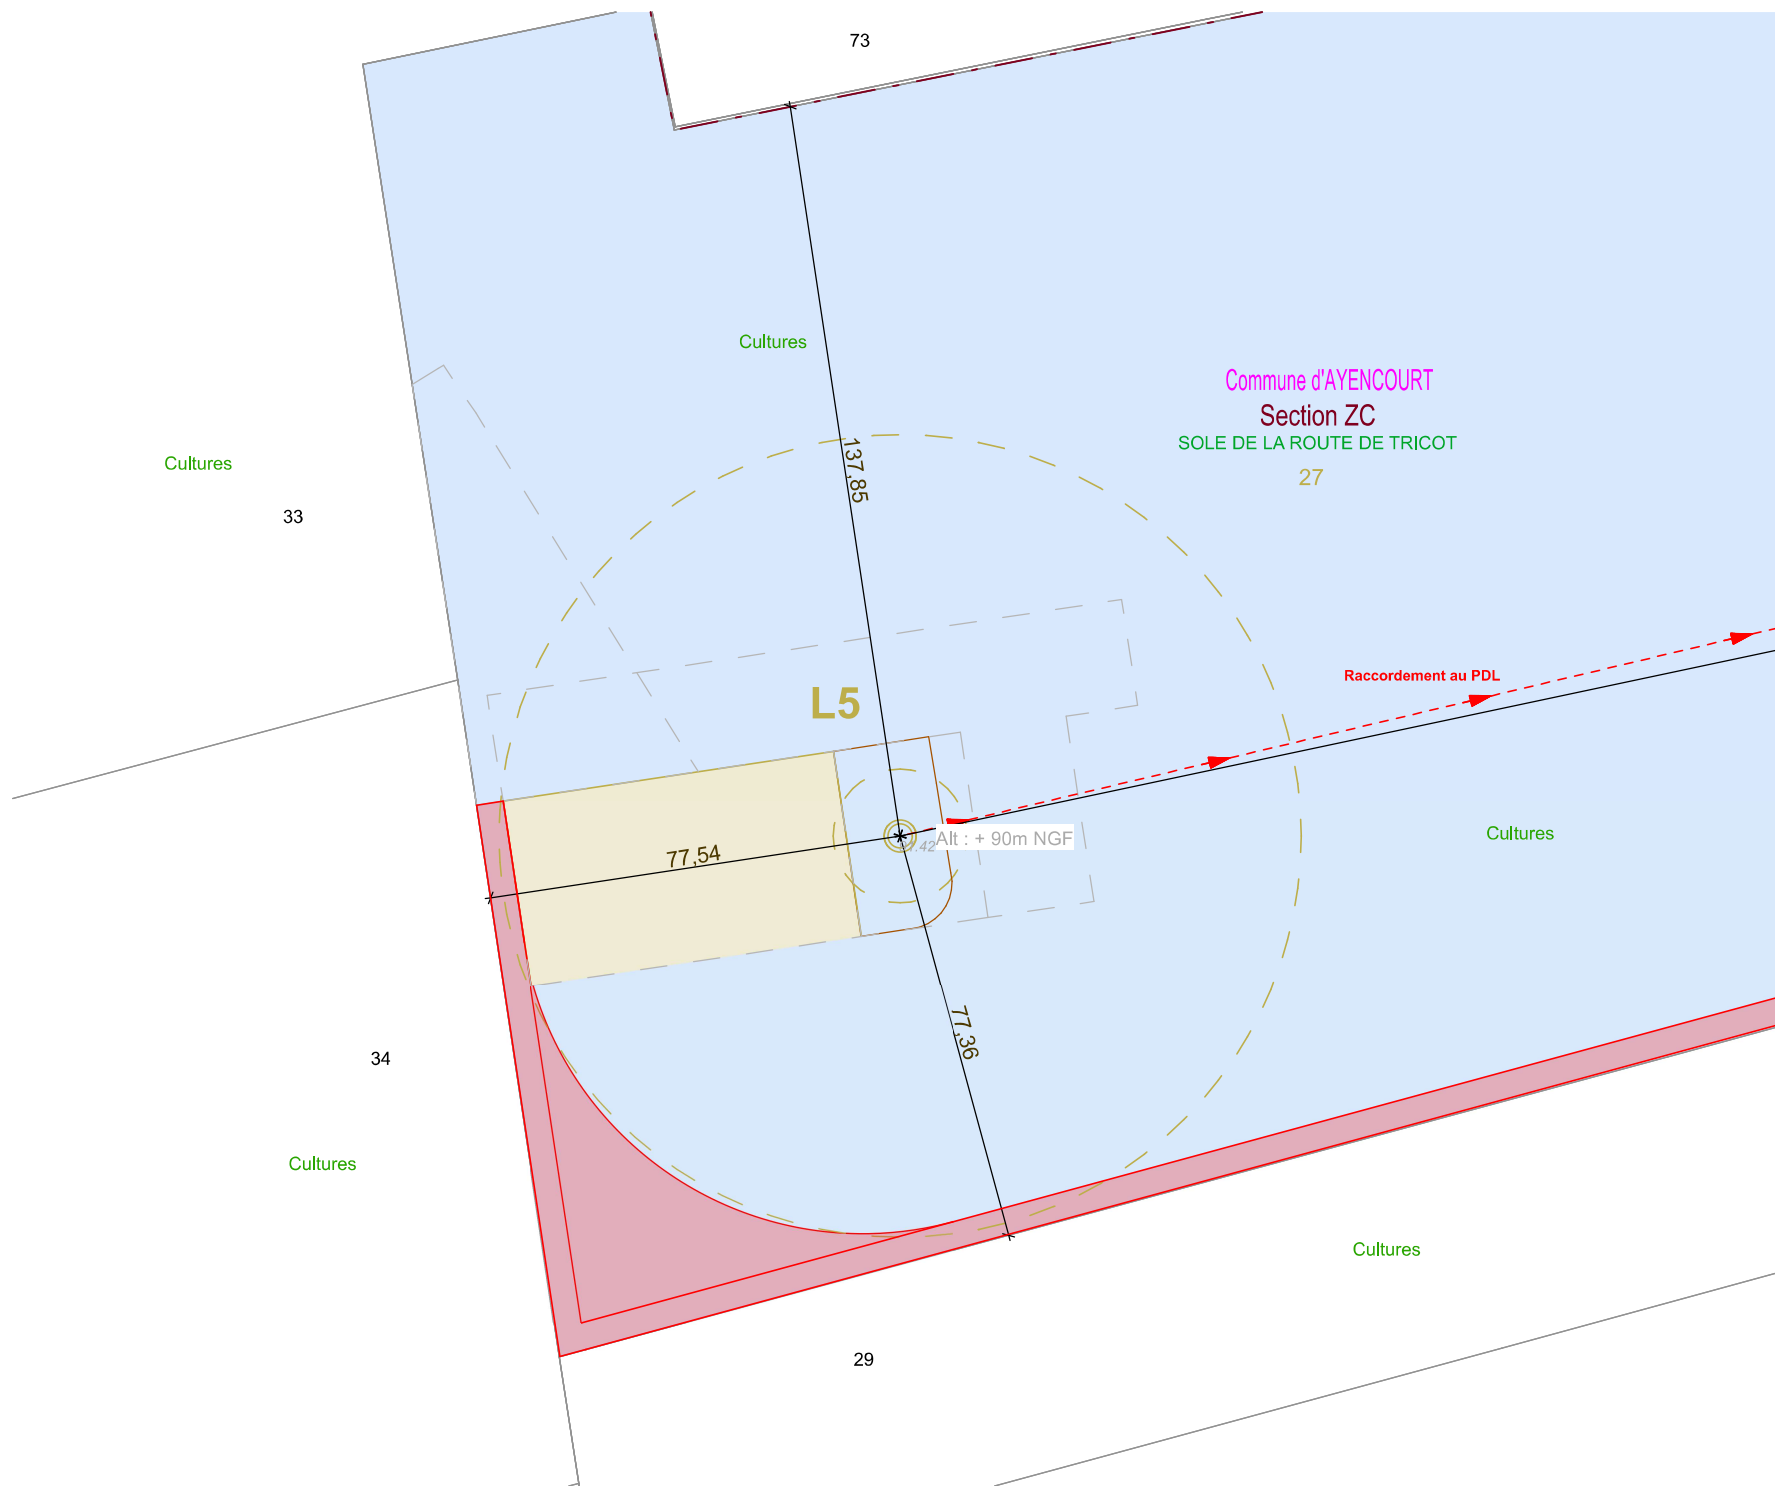 73
Cultures
Commune d'AYENCOURT
Section ZC
SOLE DE LA ROUTE DE TRICOT
27
Cultures
137,85
33
Raccordement au PDL
L5
Alt : + 90m NGF
Cultures
77,54
77,36
34
Cultures
Cultures
29